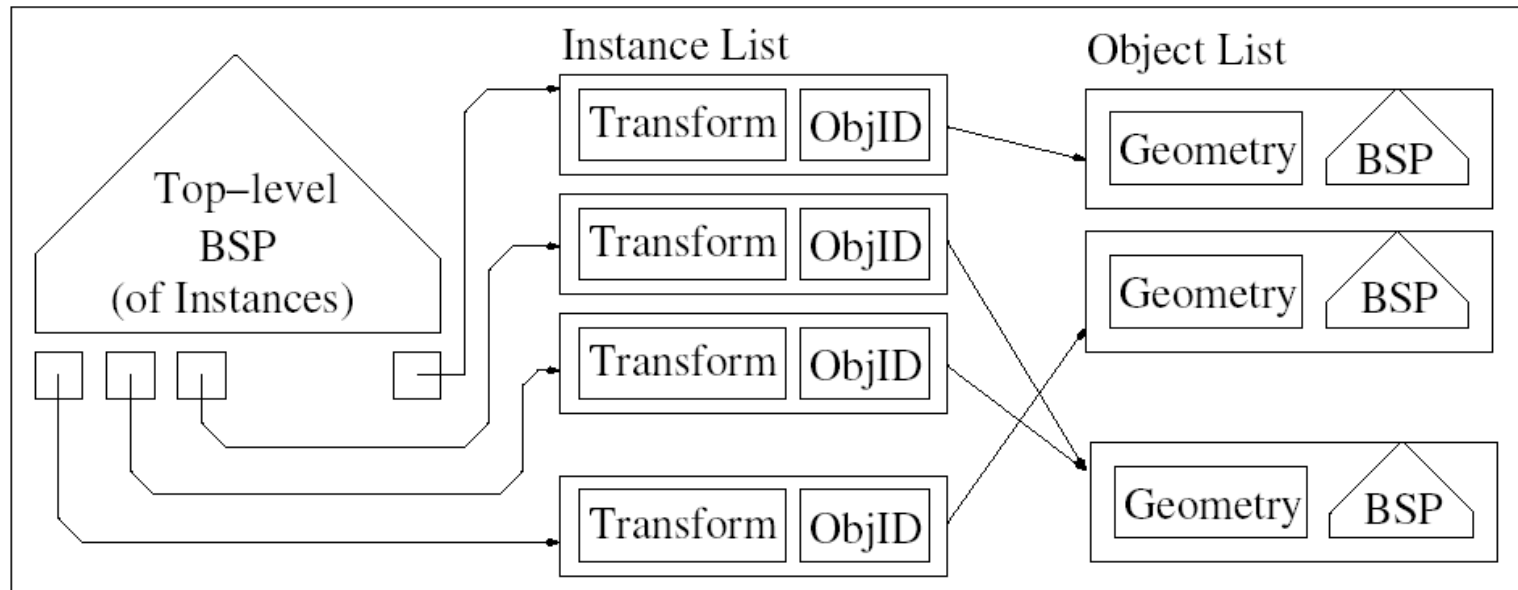 Instance List
Object List
Top–level
BSP
(of Instances)
Transform
ObjID
Geometry
BSP
Transform
ObjID
Geometry
BSP
Transform
ObjID
Transform
ObjID
Geometry
BSP